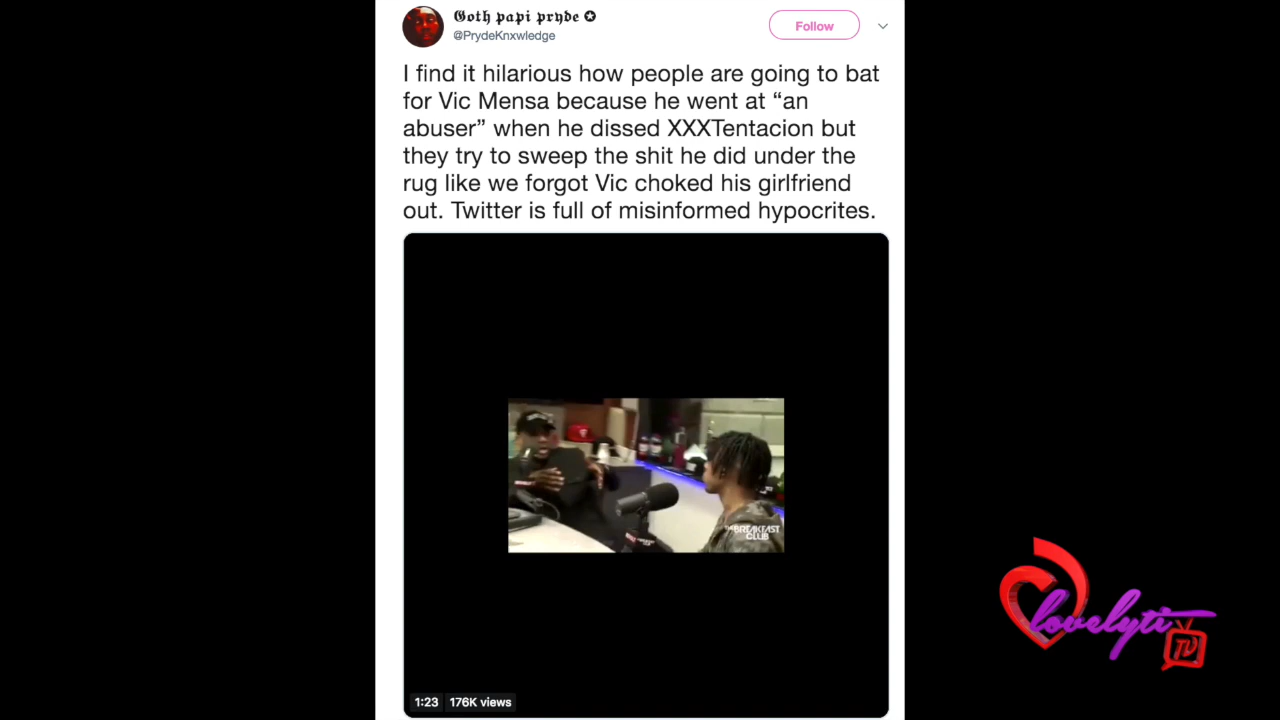 𝕲𝖔𝖙𝖍 𝖕𝖆𝖕𝖎 𝖕𝖗𝖞𝖉𝖊 ✪
@PrydeKnxwledge
Follow
I find it hilarious how people are going to bat
for Vic Mensa because he went at “an
abuser” when he dissed XXXTentacion but
they try to sweep the shit he did under the
rug like we forgot Vic choked his girlfriend
out. Twitter is full of misinformed hypocrites.
THE BREAKFAST
CLUB
1:23 176K views
lovelyti
TV